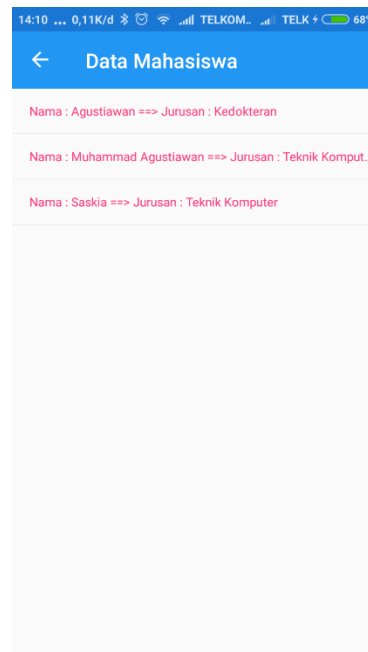 14:10 ... 0,11K/d TELKOM.. TELK 68%
Data Mahasiswa
Nama : Agustiawan ==> Jurusan : Kedokteran
Nama : Muhammad Agustiawan ==> Jurusan : Teknik Komput..
Nama : Saskia ==> Jurusan : Teknik Komputer